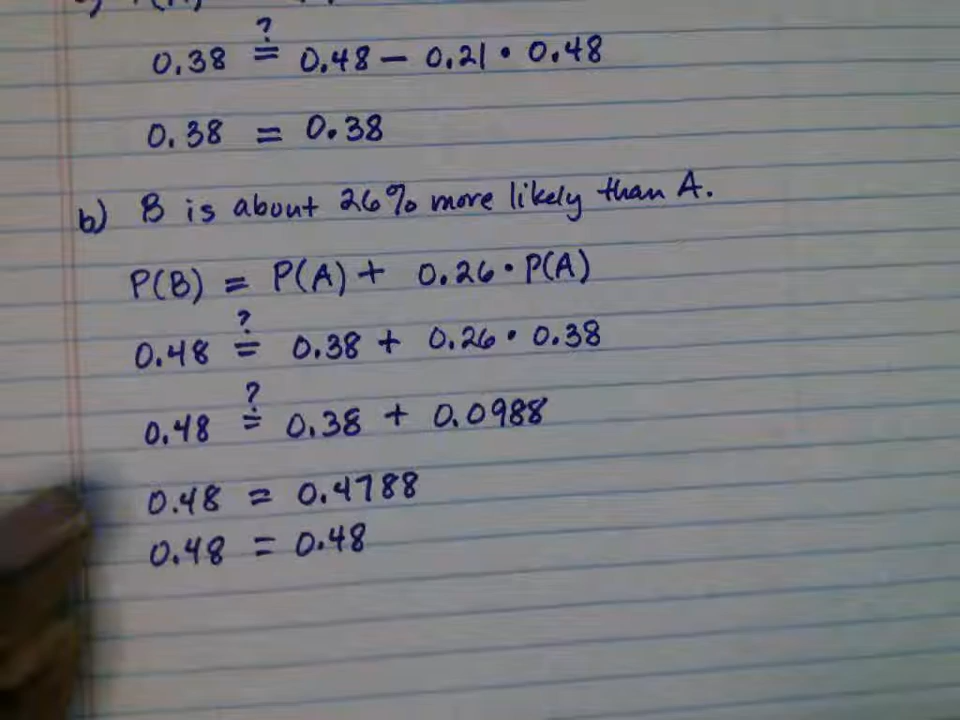 0.38 ≟ 0.48 − 0.21 · 0.48
0.38 = 0.38
b) B is about 26% more likely than A.
P(B) = P(A) + 0.26 · P(A)
0.48 ≟ 0.38 + 0.26 · 0.38
0.48 ≟ 0.38 + 0.0988
0.48 = 0.4788
0.48 = 0.48